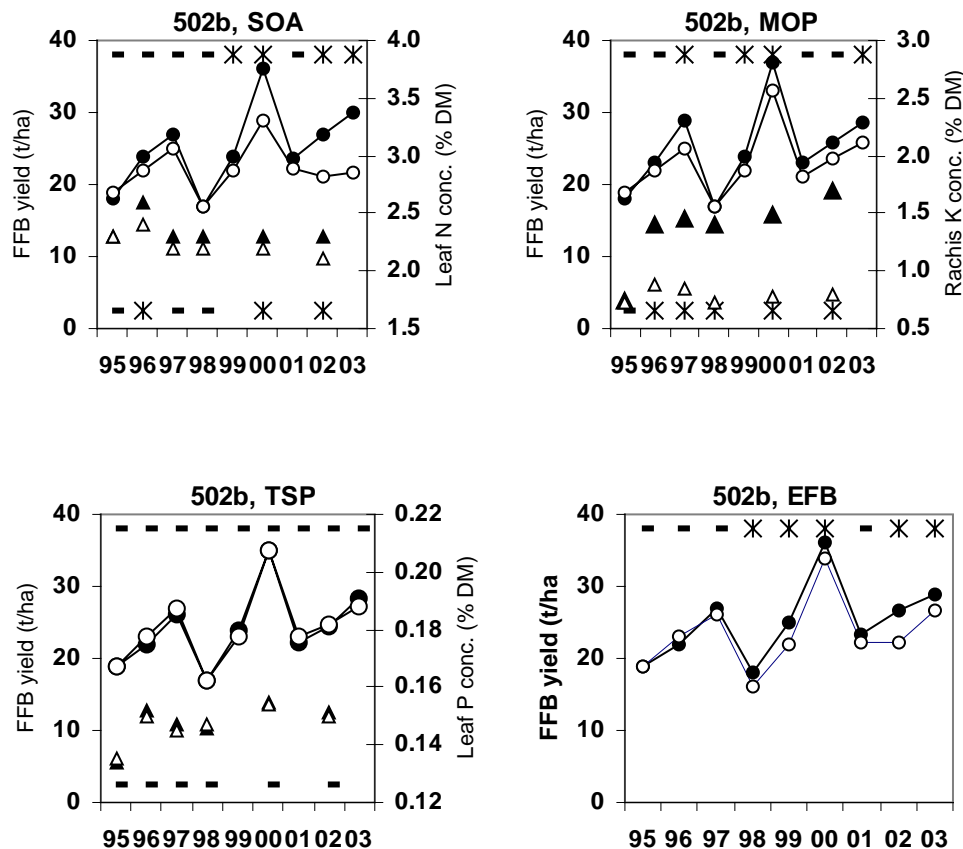 502b, SOA
40
30
20
10
0
FFB yield (t/ha)
4.0
3.5
3.0
2.5
2.0
1.5
Leaf N conc. (% DM)
95 96 97 98 99 00 01 02 03
502b, MOP
40
30
20
10
0
FFB yield (t/ha)
3.0
2.5
2.0
1.5
1.0
0.5
Rachis K conc. (% DM)
95 96 97 98 99 00 01 02 03
502b, TSP
40
30
20
10
0
FFB yield (t/ha)
0.22
0.20
0.18
0.16
0.14
0.12
Leaf P conc. (% DM)
95 96 97 98 99 00 01 02 03
502b, EFB
40
30
20
10
0
FFB yield (t/ha
95 96 97 98 99 00 01 02 03